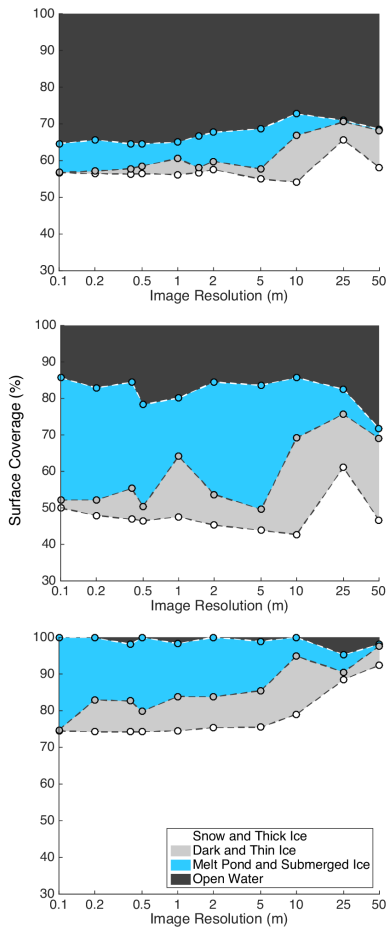 100
90
80
70
60
50
40
30
0.1 0.2 0.5 1 2 5 10 25 50
Image Resolution (m)
Surface Coverage (%)
100
90
80
70
60
50
40
30
0.1 0.2 0.5 1 2 5 10 25 50
Image Resolution (m)
100
90
80
70
60
50
40
30
Snow and Thick Ice
Dark and Thin Ice
Melt Pond and Submerged Ice
Open Water
0.1 0.2 0.5 1 2 5 10 25 50
Image Resolution (m)